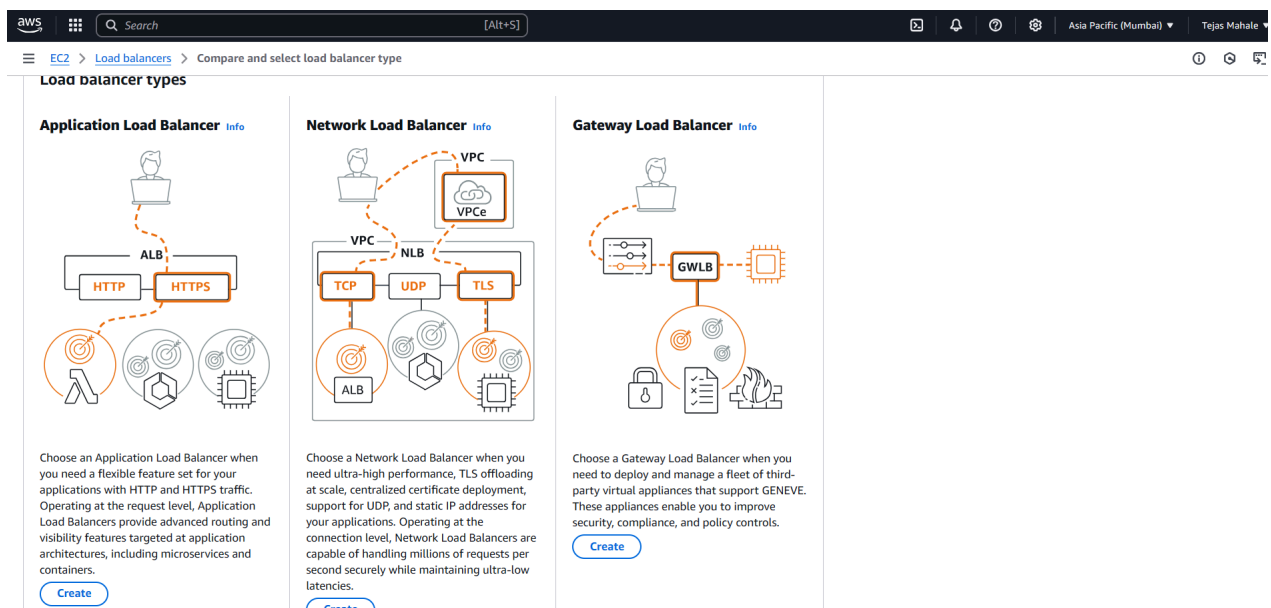 aws
Search
[Alt+S]
Asia Pacific (Mumbai) ▼
Tejas Mahale ▼
EC2 > Load balancers > Compare and select load balancer type
Load balancer types
Application Load Balancer Info
ALB
HTTP
HTTPS
Choose an Application Load Balancer when
you need a flexible feature set for your
applications with HTTP and HTTPS traffic.
Operating at the request level, Application
Load Balancers provide advanced routing and
visibility features targeted at application
architectures, including microservices and
containers.
Create
Network Load Balancer Info
VPC
VPCe
VPC
NLB
TCP
UDP
TLS
ALB
Choose a Network Load Balancer when you
need ultra-high performance, TLS offloading
at scale, centralized certificate deployment,
support for UDP, and static IP addresses for
your applications. Operating at the
connection level, Network Load Balancers are
capable of handling millions of requests per
second securely while maintaining ultra-low
latencies.
Create
Gateway Load Balancer Info
GWLB
Choose a Gateway Load Balancer when you
need to deploy and manage a fleet of third-
party virtual appliances that support GENEVE.
These appliances enable you to improve
security, compliance, and policy controls.
Create